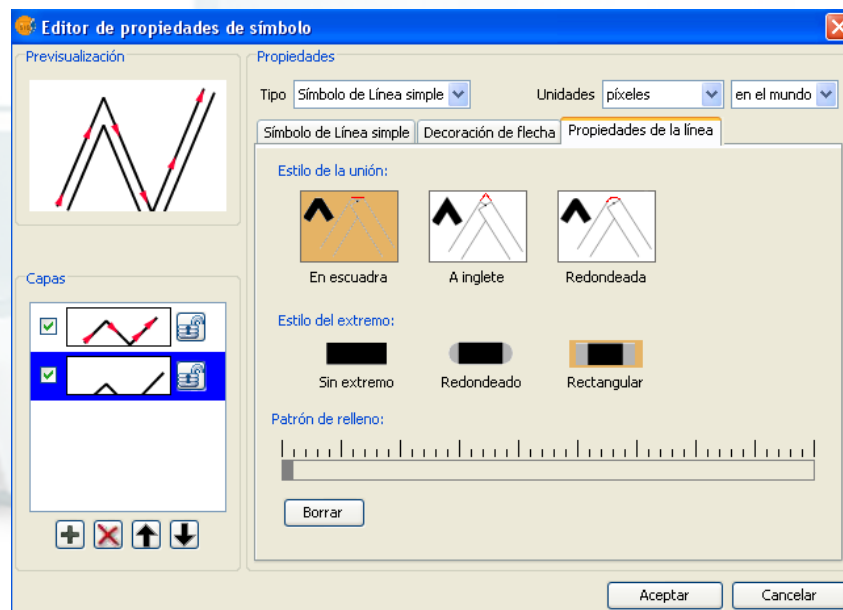 Editor de propiedades de símbolo
Previsualización
Propiedades
Tipo Símbolo de Línea simple Unidades píxeles en el mundo
Símbolo de Línea simple Decoración de flecha Propiedades de la línea
Estilo de la unión:
En escuadra A inglete Redondeada
Capas
Estilo del extremo:
Sin extremo Redondeado Rectangular
Patrón de relleno:
Borrar
Aceptar Cancelar